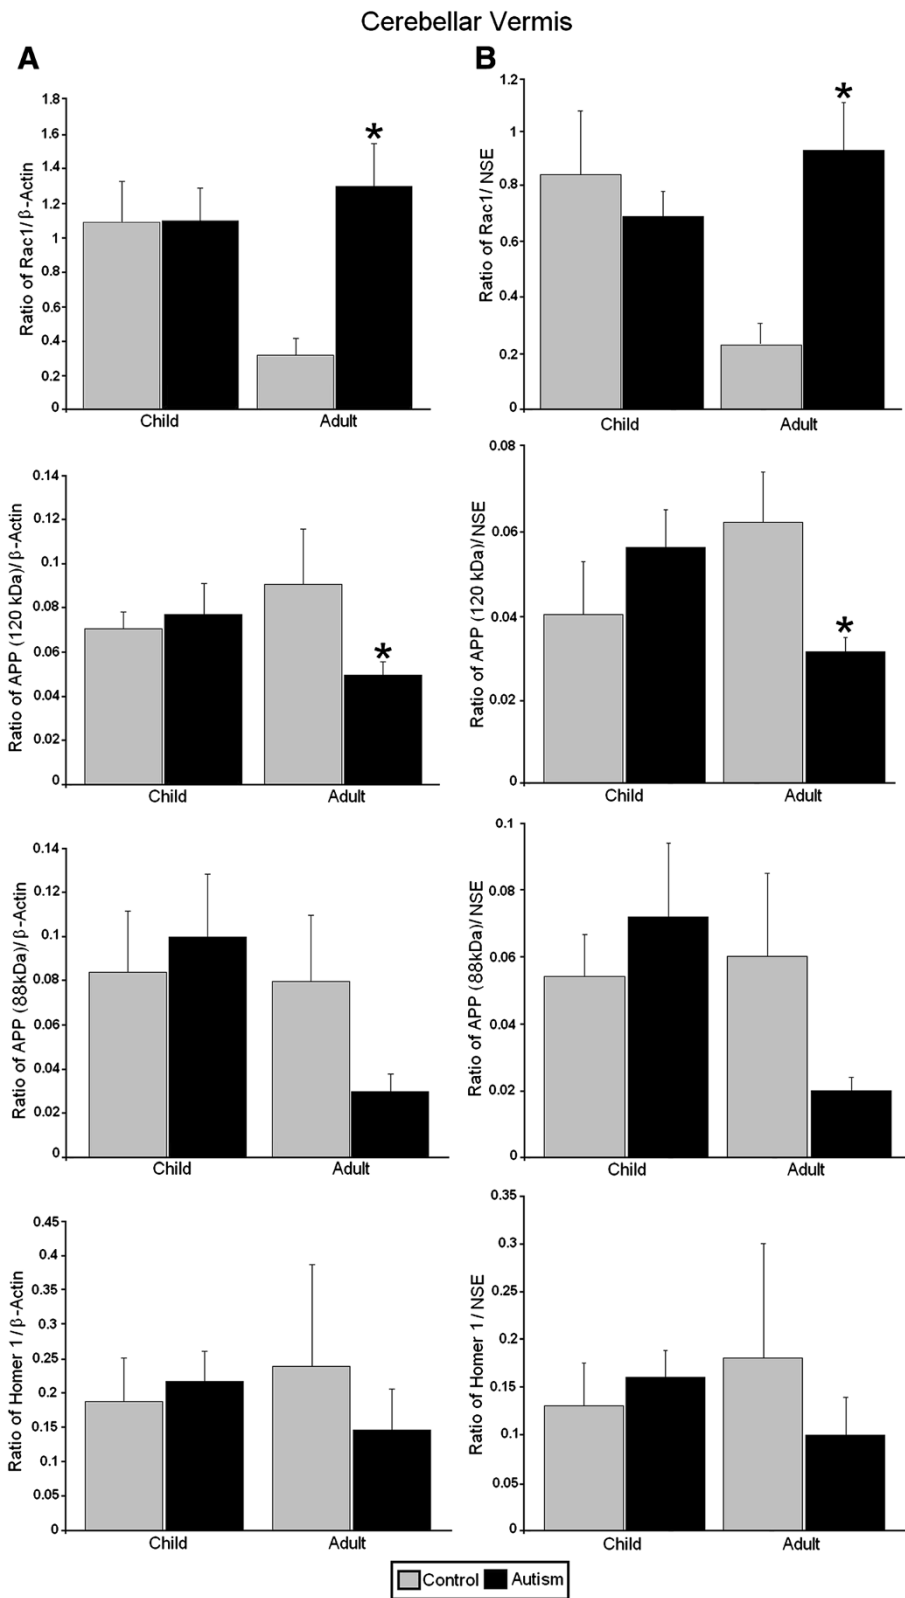 Cerebellar Vermis
A
Ratio of Rac1/β-Actin
1.8
1.6
1.4
1.2
1
0.8
0.6
0.4
0.2
0
*
Child
Adult
B
Ratio of Rac1/NSE
1.2
1
0.8
0.6
0.4
0.2
0
*
Child
Adult
Ratio of APP (120 kDa)/β-Actin
0.14
0.12
0.1
0.08
0.06
0.04
0.02
0
*
Child
Adult
Ratio of APP (120 kDa)/NSE
0.08
0.06
0.04
0.02
0
*
Child
Adult
Ratio of APP (88kDa)/β-Actin
0.14
0.12
0.1
0.08
0.06
0.04
0.02
0
Child
Adult
Ratio of APP (88kDa)/NSE
0.1
0.08
0.06
0.04
0.02
0
Child
Adult
Ratio of Homer 1/β-Actin
0.45
0.4
0.35
0.3
0.25
0.2
0.15
0.1
0.05
0
Child
Adult
Ratio of Homer 1/NSE
0.35
0.3
0.25
0.2
0.15
0.1
0.05
0
Child
Adult
Control
Autism